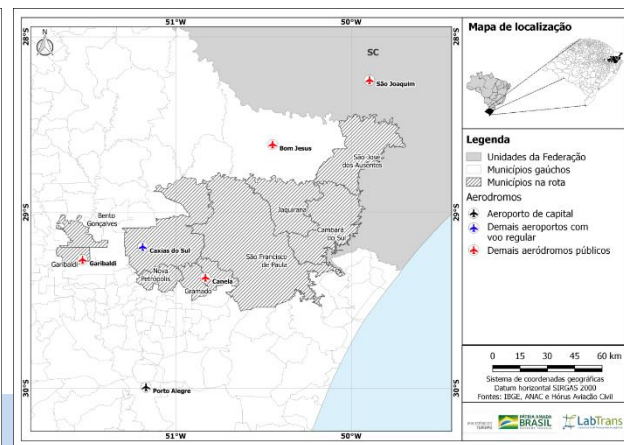 51°W
50°W
28°S
28°S
SC
São Joaquim
Bom Jesus
São José
dos Ausentes
29°S
29°S
Bento
Gonçalves
Jaquirana
Cambará
do Sul
Caxias do Sul
São Francisco
de Paula
Garibaldi
Garibaldi
Nova
Petrópolis
Canela
Gramado
30°S
30°S
Porto Alegre
51°W
50°W
Mapa de localização
Legenda
Unidades da Federação
Municípios gaúchos
Municípios na rota
Aeródromos
Aeroporto de capital
Demais aeroportos com
voo regular
Demais aeródromos públicos
0 15 30 45 60 km
Sistema de coordenadas geográficas
Datum horizontal SIRGAS 2000
Fontes: IBGE, ANAC e Hórus Aviação Civil
TURISMO
PÁTRIA AMADA
BRASIL
LabTrans